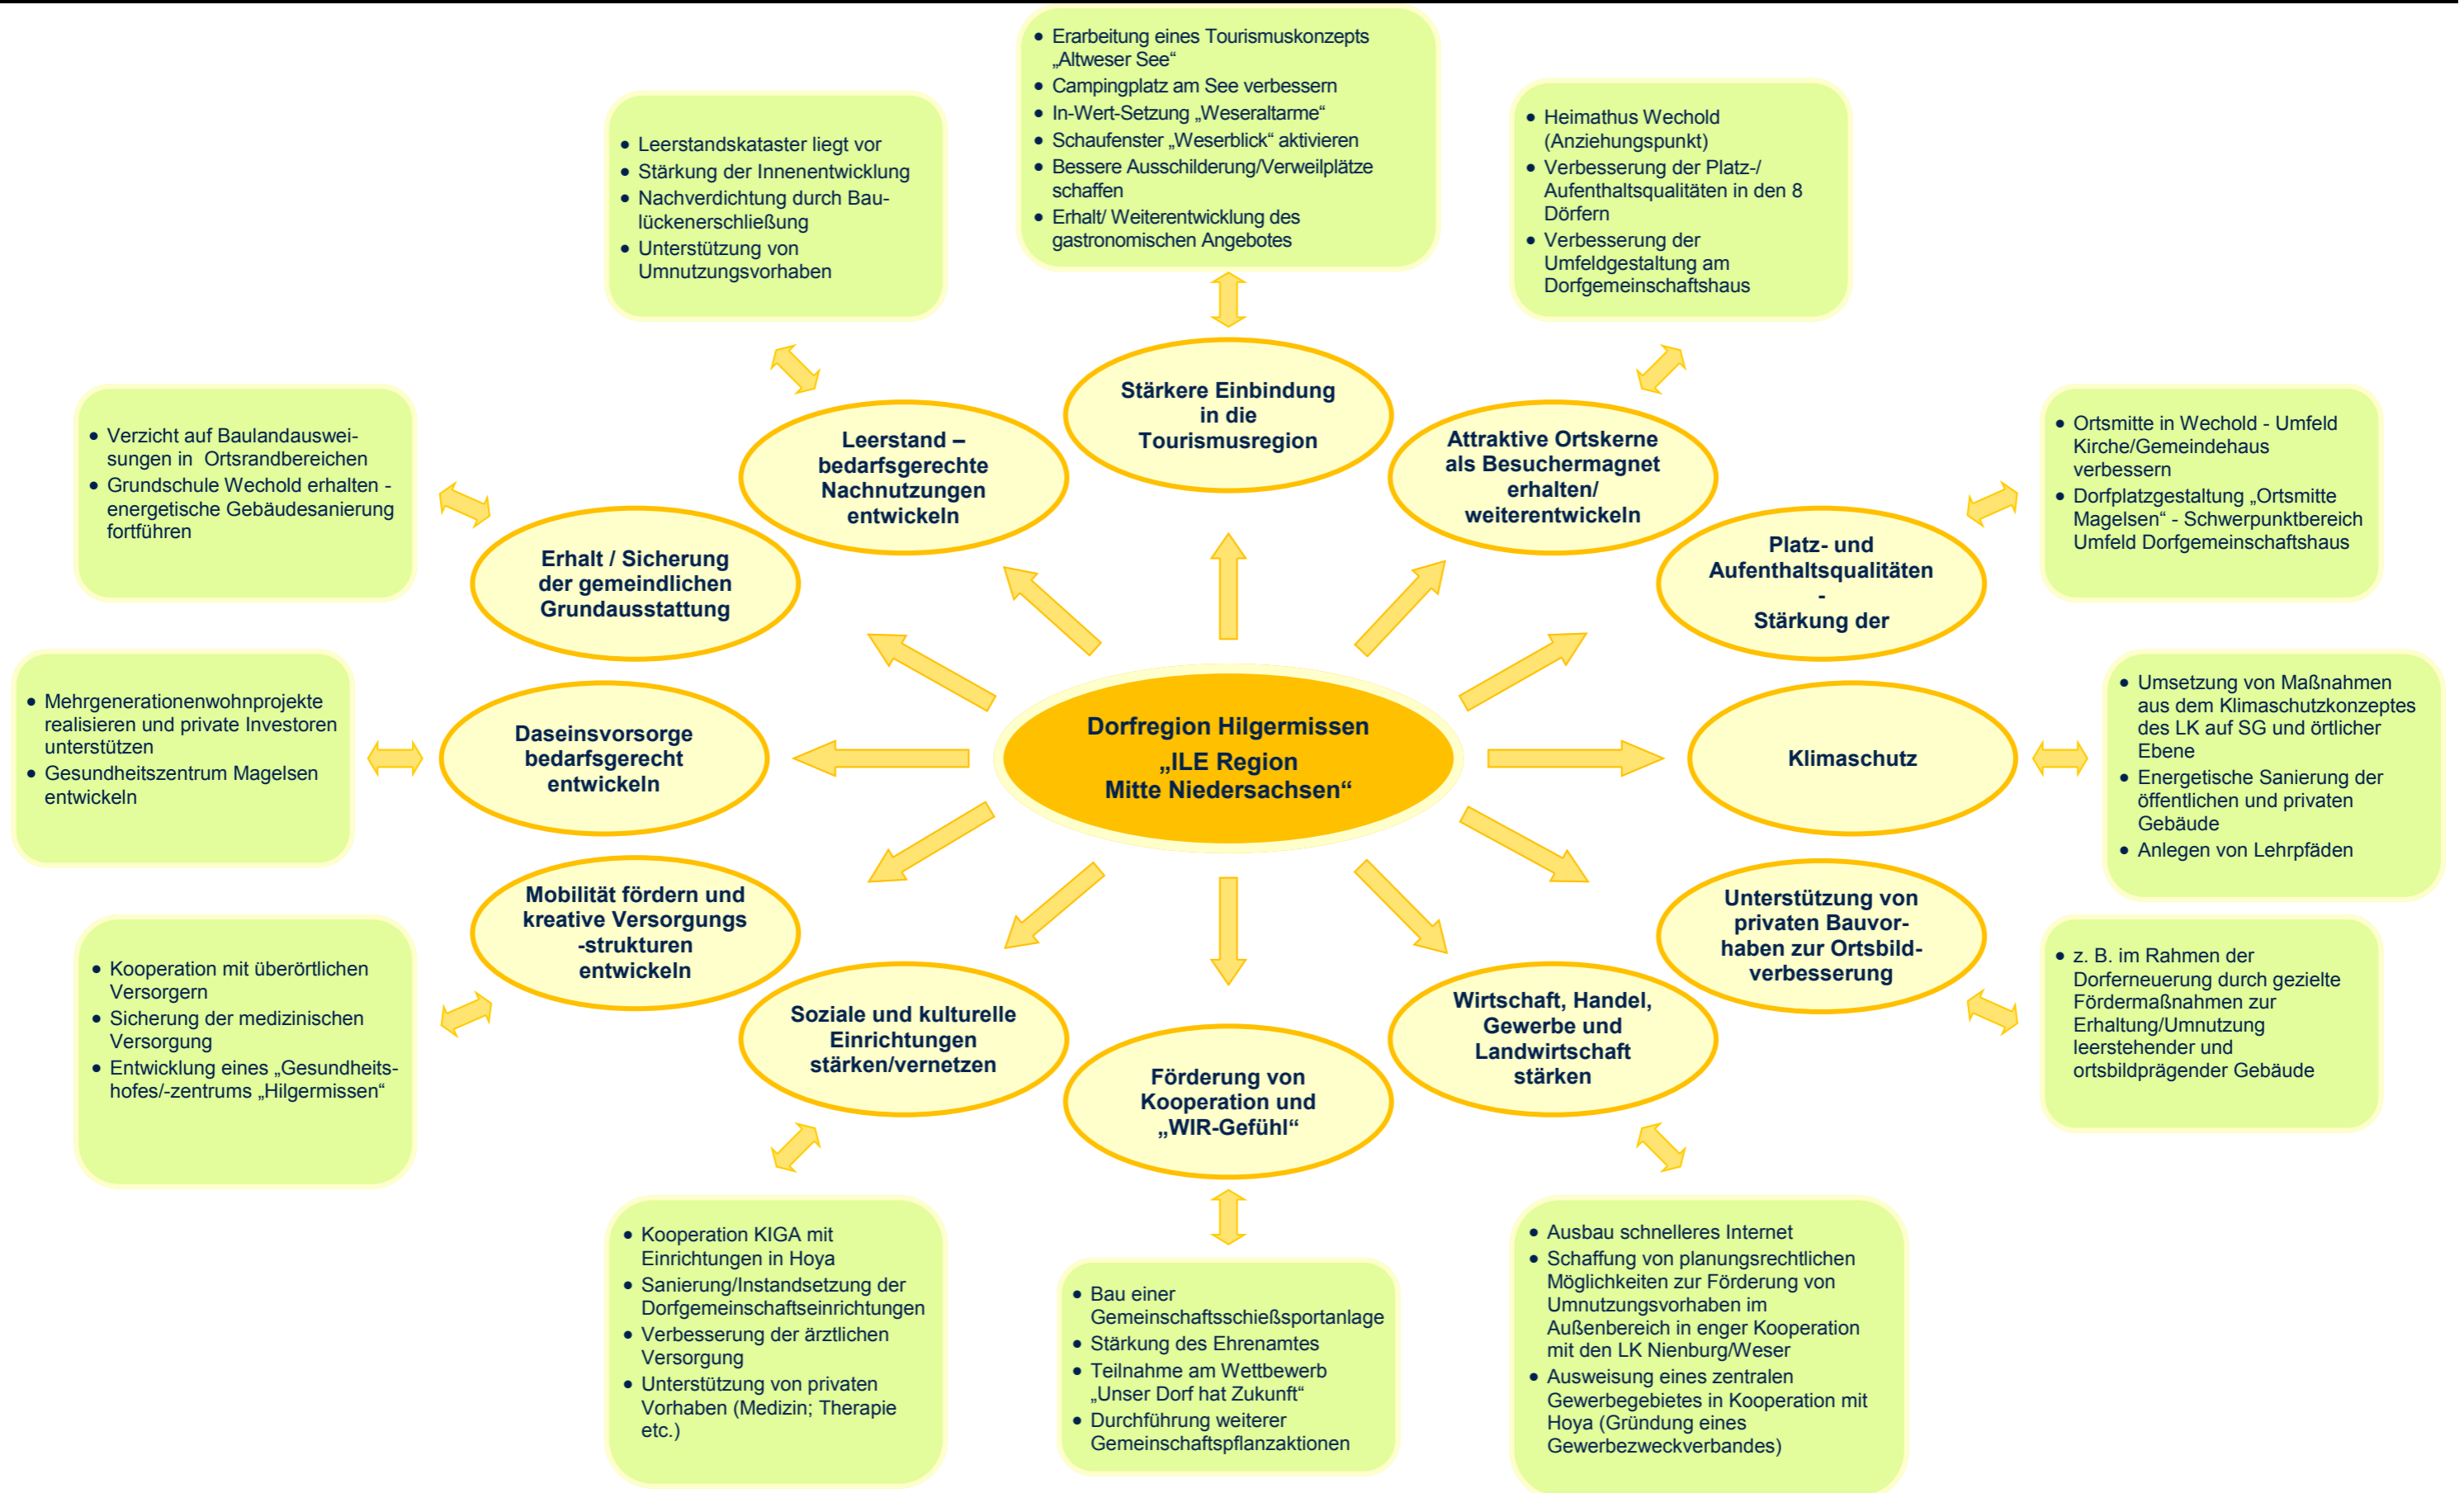 • Erarbeitung eines Tourismuskonzepts
„Altweser See“
• Campingplatz am See verbessern
• In-Wert-Setzung „Weseraltarme“
• Schaufenster „Weserblick“ aktivieren
• Bessere Ausschilderung/Verweilplätze
schaffen
• Erhalt/ Weiterentwicklung des
gastronomischen Angebotes
• Leerstandskataster liegt vor
• Stärkung der Innenentwicklung
• Nachverdichtung durch Bau-
lückenerschließung
• Unterstützung von
Umnutzungsvorhaben
• Heimathus Wechold
(Anziehungspunkt)
• Verbesserung der Platz-/
Aufenthaltsqualitäten in den 8
Dörfern
• Verbesserung der
Umfeldgestaltung am
Dorfgemeinschaftshaus
Stärkere Einbindung
in die
Tourismusregion
Leerstand –
bedarfsgerechte
Nachnutzungen
entwickeln
Attraktive Ortskerne
als Besuchermagnet
erhalten/
weiterentwickeln
• Verzicht auf Baulandauswei-
sungen in Ortsrandbereichen
• Grundschule Wechold erhalten -
energetische Gebäudesanierung
fortführen
• Ortsmitte in Wechold - Umfeld
Kirche/Gemeindehaus
verbessern
• Dorfplatzgestaltung „Ortsmitte
Magelsen“ - Schwerpunktbereich
Umfeld Dorfgemeinschaftshaus
Erhalt / Sicherung
der gemeindlichen
Grundausstattung
Platz- und
Aufenthaltsqualitäten
-
Stärkung der
• Mehrgenerationenwohnprojekte
realisieren und private Investoren
unterstützen
• Gesundheitszentrum Magelsen
entwickeln
Daseinsvorsorge
bedarfsgerecht
entwickeln
Dorfregion Hilgermissen
„ILE Region
Mitte Niedersachsen“
Klimaschutz
• Umsetzung von Maßnahmen
aus dem Klimaschutzkonzeptes
des LK auf SG und örtlicher
Ebene
• Energetische Sanierung der
öffentlichen und privaten
Gebäude
• Anlegen von Lehrpfäden
Mobilität fördern und
kreative Versorgungs
-strukturen
entwickeln
Unterstützung von
privaten Bauvor-
haben zur Ortsbild-
verbesserung
• Kooperation mit überörtlichen
Versorgern
• Sicherung der medizinischen
Versorgung
• Entwicklung eines „Gesundheits-
hofes/-zentrums „Hilgermissen“
• z. B. im Rahmen der
Dorferneuerung durch gezielte
Fördermaßnahmen zur
Erhaltung/Umnutzung
leerstehender und
ortsbildprägender Gebäude
Soziale und kulturelle
Einrichtungen
stärken/vernetzen
Förderung von
Kooperation und
„WIR-Gefühl“
Wirtschaft, Handel,
Gewerbe und
Landwirtschaft
stärken
• Kooperation KIGA mit
Einrichtungen in Hoya
• Sanierung/Instandsetzung der
Dorfgemeinschaftseinrichtungen
• Verbesserung der ärztlichen
Versorgung
• Unterstützung von privaten
Vorhaben (Medizin; Therapie
etc.)
• Bau einer
Gemeinschaftsschießsportanlage
• Stärkung des Ehrenamtes
• Teilnahme am Wettbewerb
„Unser Dorf hat Zukunft“
• Durchführung weiterer
Gemeinschaftspflanzaktionen
• Ausbau schnelleres Internet
• Schaffung von planungsrechtlichen
Möglichkeiten zur Förderung von
Umnutzungsvorhaben im
Außenbereich in enger Kooperation
mit den LK Nienburg/Weser
• Ausweisung eines zentralen
Gewerbegebietes in Kooperation mit
Hoya (Gründung eines
Gewerbezweckverbandes)